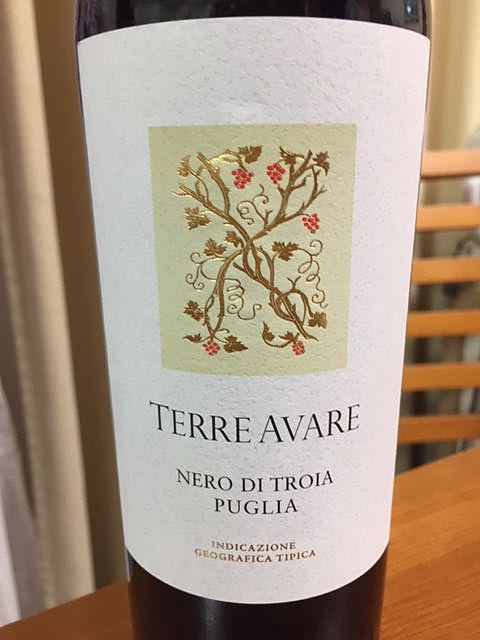 TERRE AVARE
NERO DI TROIA
PUGLIA
INDICAZIONE
GEOGRAFICA TIPICA